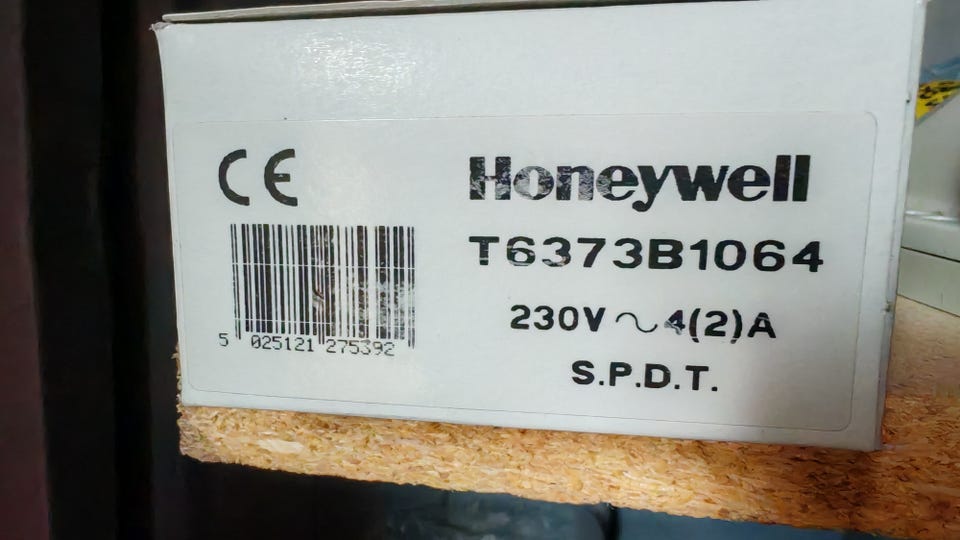 CE
Honeywell
T6373B1064
230V ~ 4(2)A
S.P.D.T.
5 025121 275392